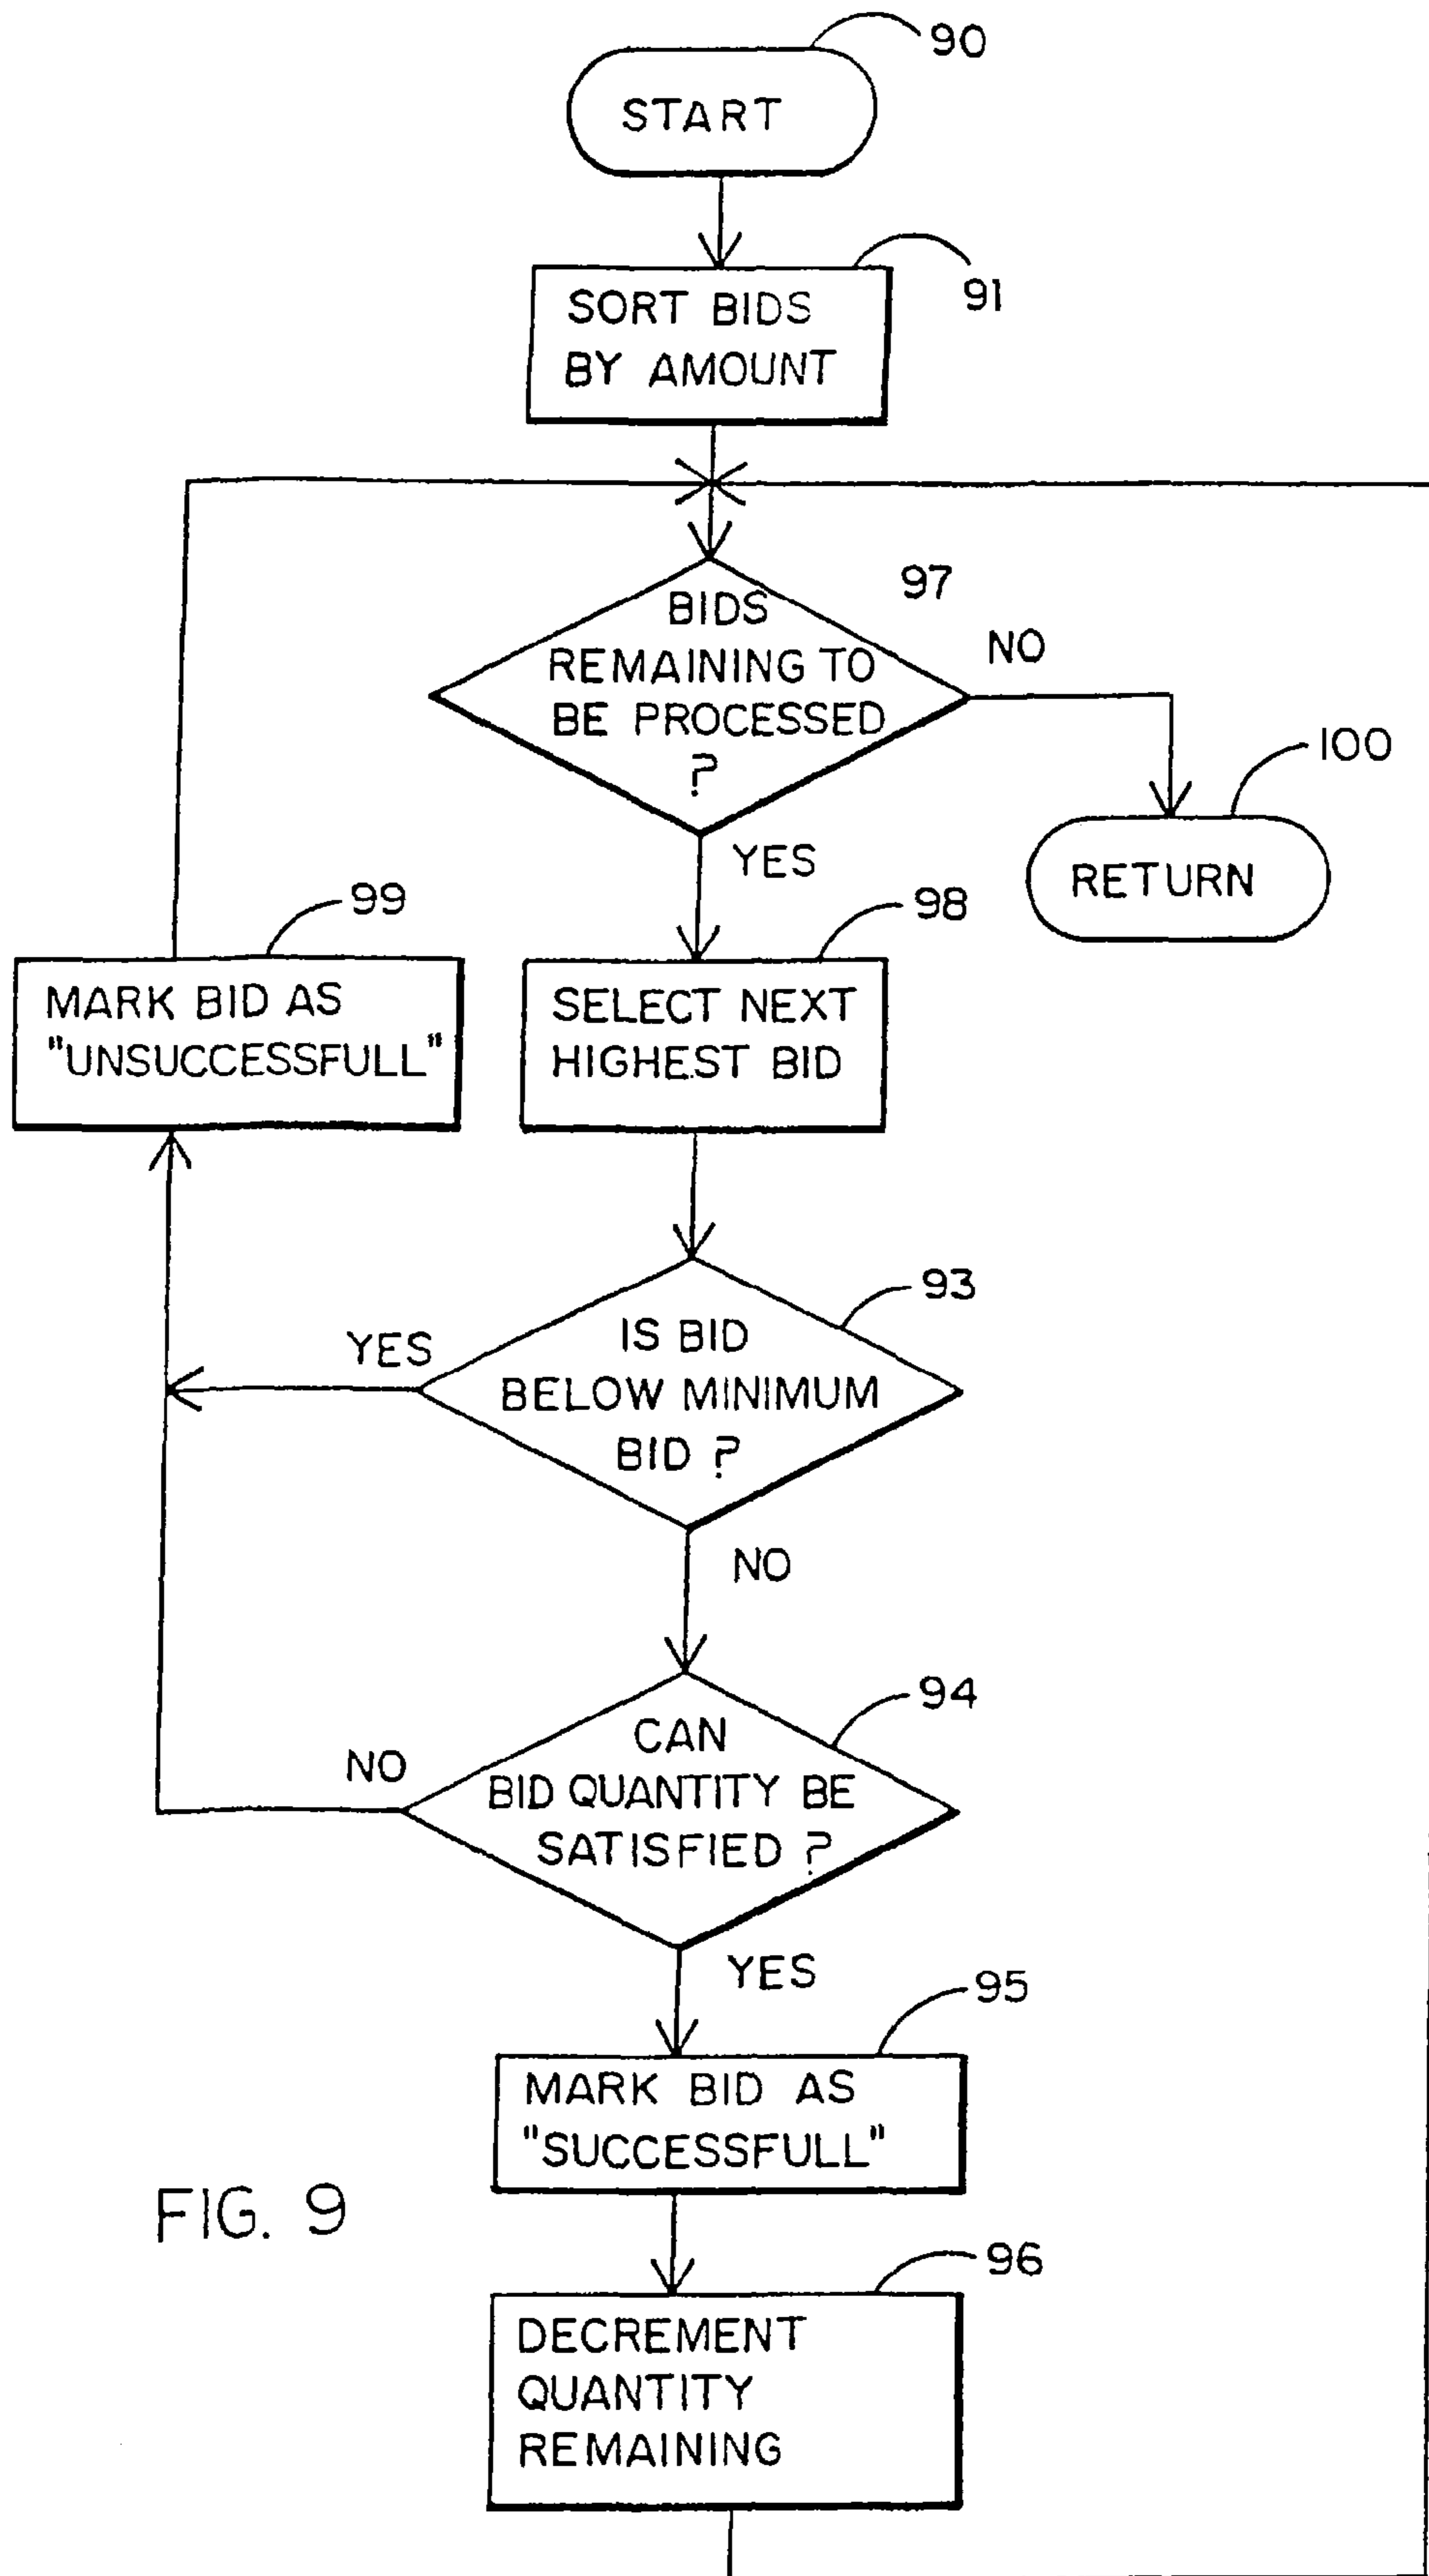 90
START
91
SORT BIDS
BY AMOUNT
97
BIDS
REMAINING TO
BE PROCESSED
?
NO
100
RETURN
YES
99
MARK BID AS
"UNSUCCESSFULL"
98
SELECT NEXT
HIGHEST BID
93
IS BID
BELOW MINIMUM
BID ?
YES
NO
94
CAN
BID QUANTITY BE
SATISFIED ?
NO
YES
95
MARK BID AS
"SUCCESSFULL"
96
DECREMENT
QUANTITY
REMAINING
FIG. 9